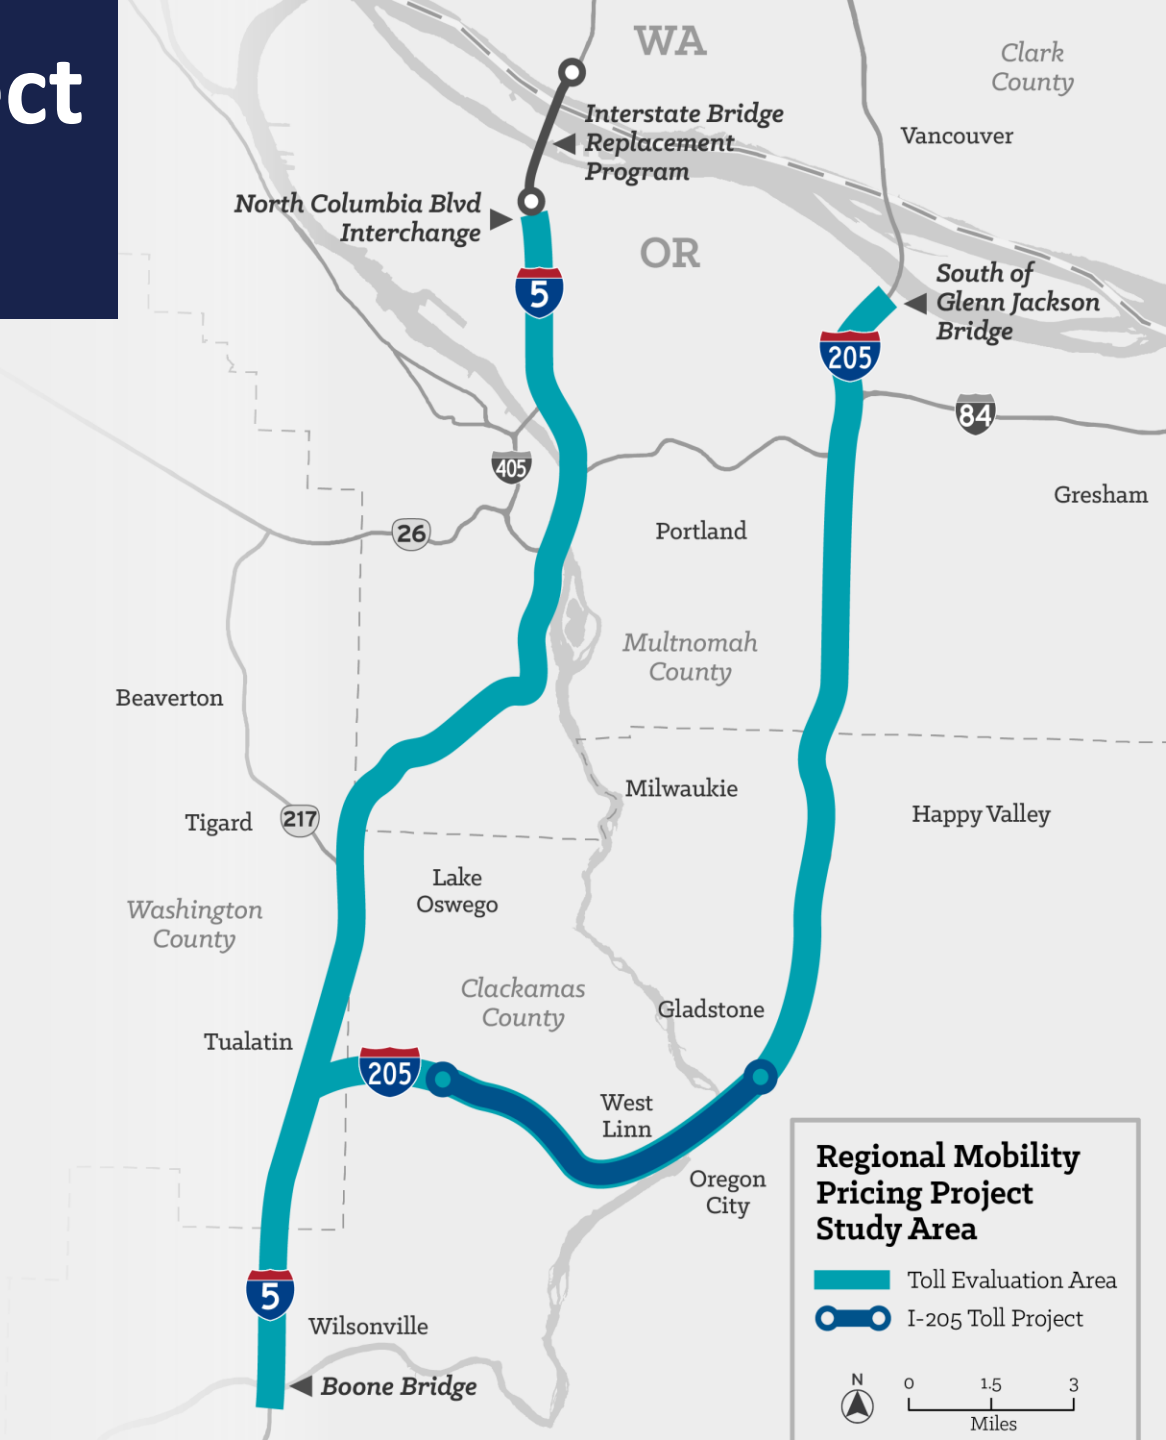 ct
WA
Clark
County
Interstate Bridge
Replacement
Program
Vancouver
North Columbia Blvd
Interchange
OR
South of
Glenn Jackson
Bridge
5
205
84
405
Gresham
26
Portland
Multnomah
County
Beaverton
Milwaukie
Happy Valley
Tigard
217
Lake
Oswego
Washington
County
Clackamas
County
Gladstone
Tualatin
205
West
Linn
Oregon
City
Regional Mobility
Pricing Project
Study Area
Toll Evaluation Area
I-205 Toll Project
5
Wilsonville
Boone Bridge
N
0 1.5 3
Miles